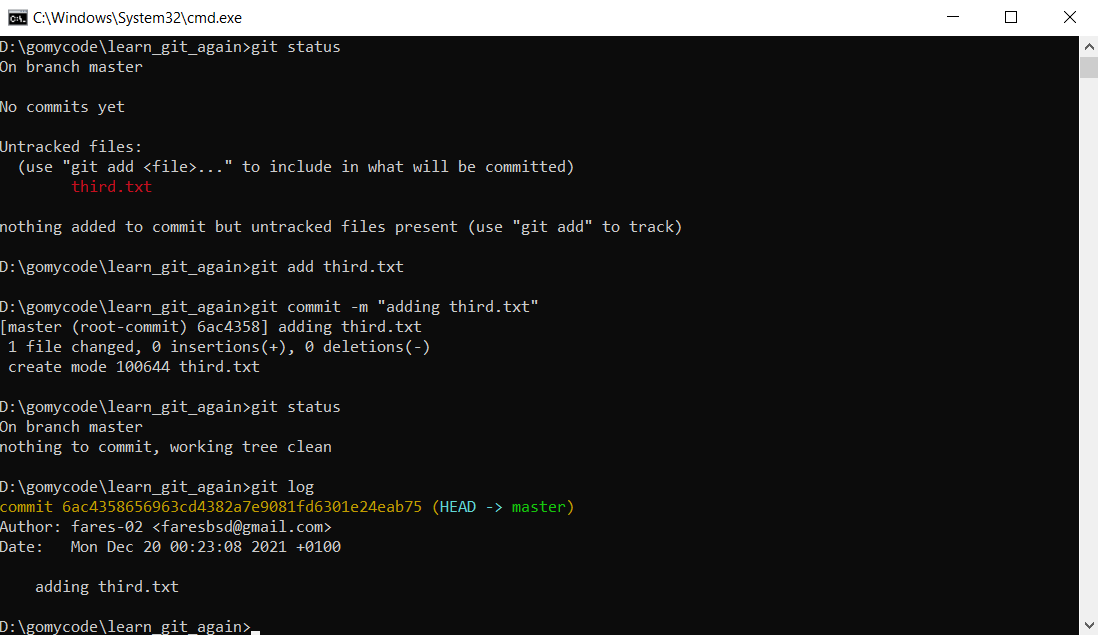 C:\Windows\System32\cmd.exe
D:\gomycode\learn_git_again>git status
On branch master
No commits yet
Untracked files:
  (use "git add <file>..." to include in what will be committed)
        third.txt
nothing added to commit but untracked files present (use "git add" to track)
D:\gomycode\learn_git_again>git add third.txt
D:\gomycode\learn_git_again>git commit -m "adding third.txt"
[master (root-commit) 6ac4358] adding third.txt
 1 file changed, 0 insertions(+), 0 deletions(-)
 create mode 100644 third.txt
D:\gomycode\learn_git_again>git status
On branch master
nothing to commit, working tree clean
D:\gomycode\learn_git_again>git log
commit 6ac4358656963cd4382a7e9081fd6301e24eab75 (HEAD -> master)
Author: fares-02 <faresbsd@gmail.com>
Date:   Mon Dec 20 00:23:08 2021 +0100
    adding third.txt
D:\gomycode\learn_git_again>